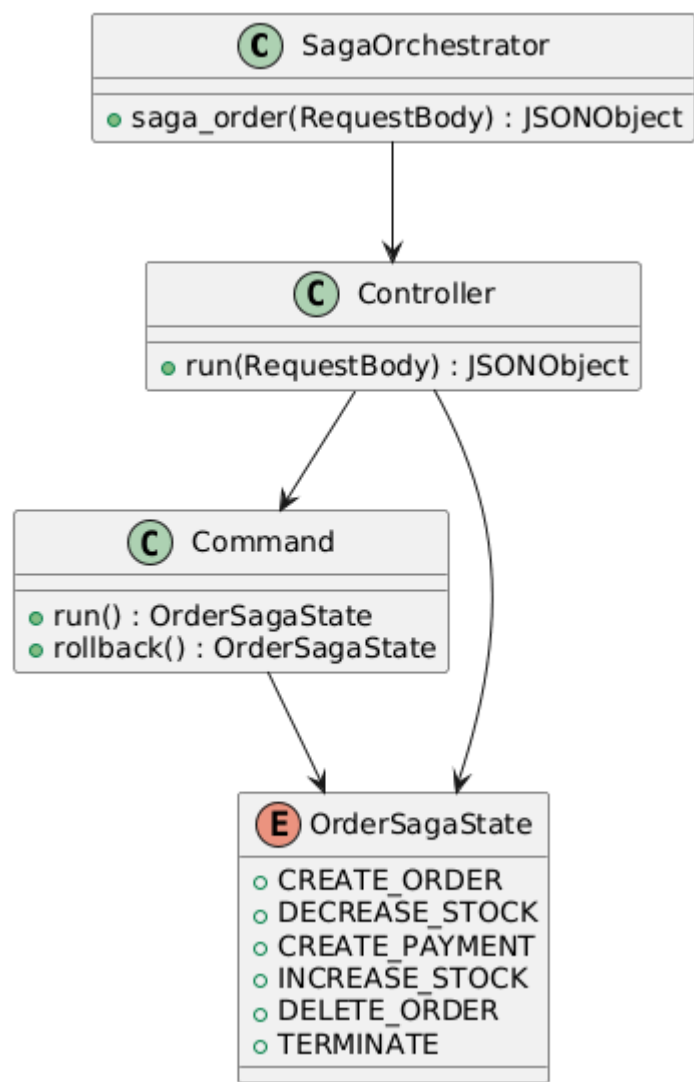 C SagaOrchestrator
saga_order(RequestBody) : JSONObject
C Controller
run(RequestBody) : JSONObject
C Command
run() : OrderSagaState
rollback() : OrderSagaState
E OrderSagaState
CREATE_ORDER
DECREASE_STOCK
CREATE_PAYMENT
INCREASE_STOCK
DELETE_ORDER
TERMINATE